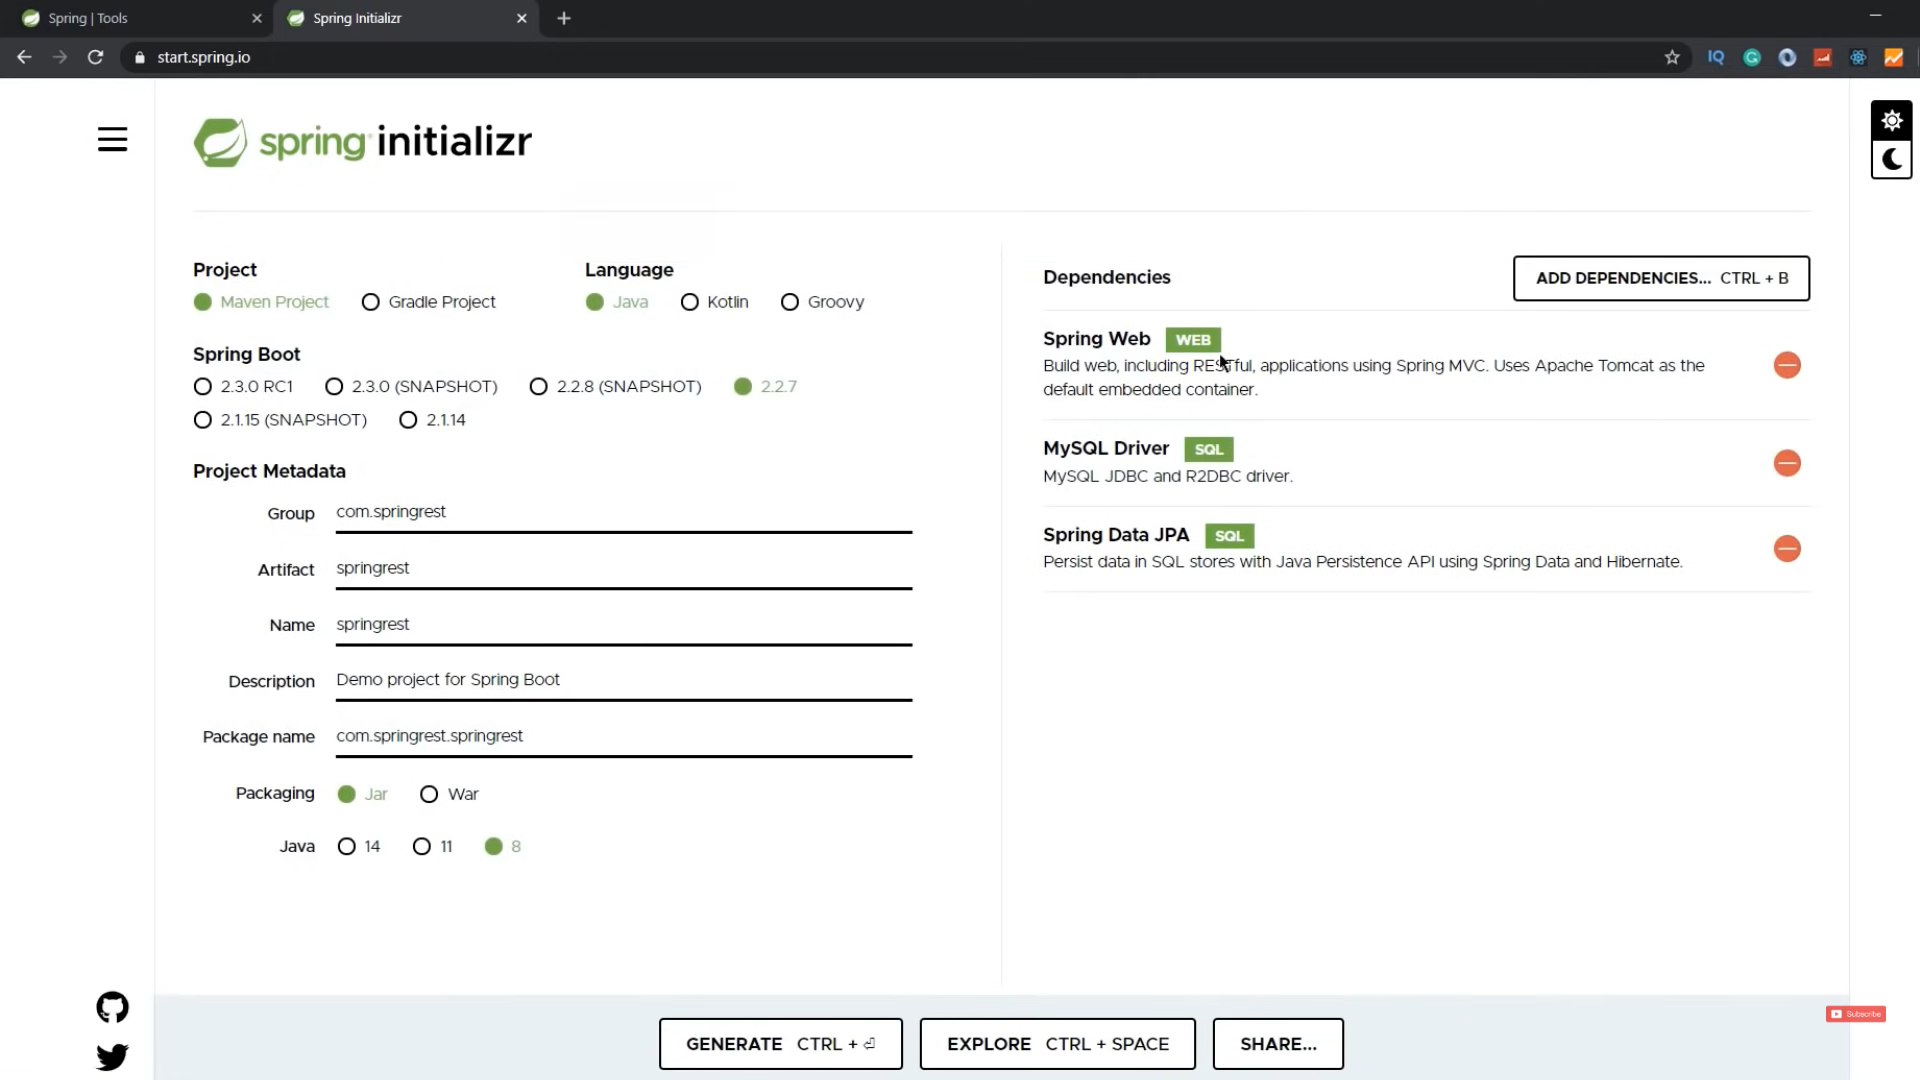 Spring | Tools
Spring Initializr
start.spring.io
IQ
spring initializr
Project
Maven Project Gradle Project
Language
Java Kotlin Groovy
Spring Boot
2.3.0 RC1 2.3.0 (SNAPSHOT) 2.2.8 (SNAPSHOT) 2.2.7
2.1.15 (SNAPSHOT) 2.1.14
Project Metadata
Group com.springrest
Artifact springrest
Name springrest
Description Demo project for Spring Boot
Package name com.springrest.springrest
Packaging Jar War
Java 14 11 8
Dependencies
ADD DEPENDENCIES... CTRL + B
Spring Web WEB
Build web, including RESTful, applications using Spring MVC. Uses Apache Tomcat as the
default embedded container.
MySQL Driver SQL
MySQL JDBC and R2DBC driver.
Spring Data JPA SQL
Persist data in SQL stores with Java Persistence API using Spring Data and Hibernate.
GENERATE CTRL + ⏎
EXPLORE CTRL + SPACE
SHARE...
Subscribe